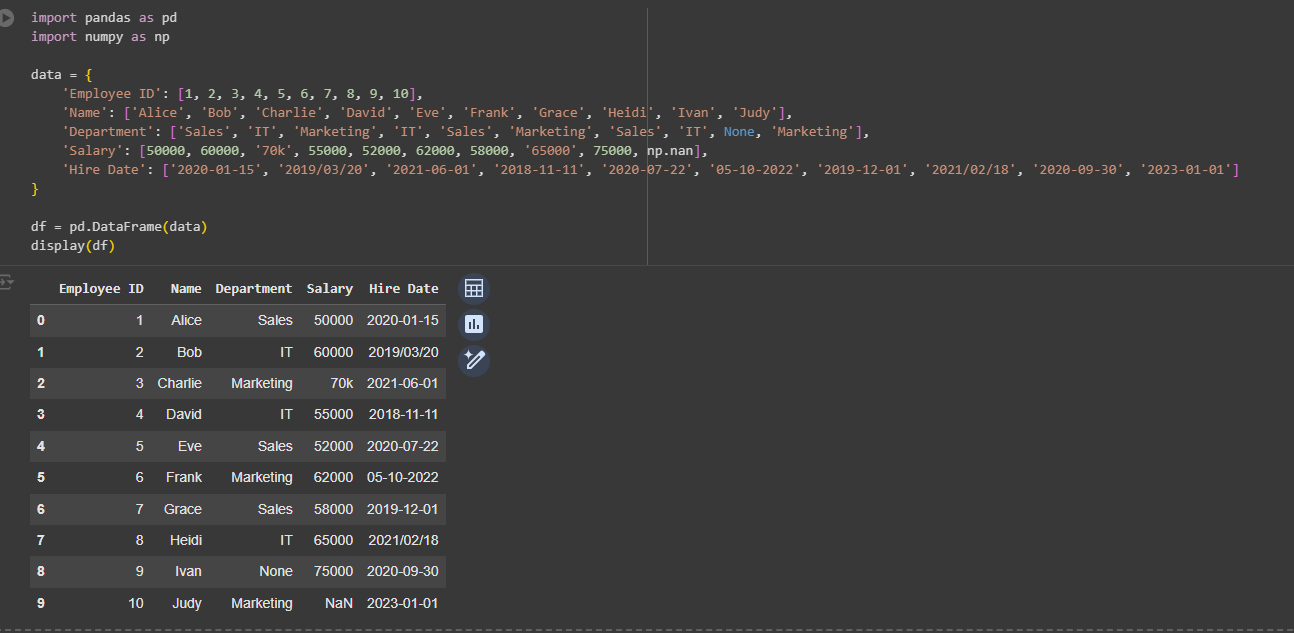 import pandas as pd
import numpy as np
data = {
    'Employee ID': [1, 2, 3, 4, 5, 6, 7, 8, 9, 10],
    'Name': ['Alice', 'Bob', 'Charlie', 'David', 'Eve', 'Frank', 'Grace', 'Heidi', 'Ivan', 'Judy'],
    'Department': ['Sales', 'IT', 'Marketing', 'IT', 'Sales', 'Marketing', 'Sales', 'IT', None, 'Marketing'],
    'Salary': [50000, 60000, '70k', 55000, 52000, 62000, 58000, '65000', 75000, np.nan],
    'Hire Date': ['2020-01-15', '2019/03/20', '2021-06-01', '2018-11-11', '2020-07-22', '05-10-2022', '2019-12-01', '2021/02/18', '2020-09-30', '2023-01-01']
}
df = pd.DataFrame(data)
display(df)
Employee ID Name Department Salary Hire Date
0 1 Alice Sales 50000 2020-01-15
1 2 Bob IT 60000 2019/03/20
2 3 Charlie Marketing 70k 2021-06-01
3 4 David IT 55000 2018-11-11
4 5 Eve Sales 52000 2020-07-22
5 6 Frank Marketing 62000 05-10-2022
6 7 Grace Sales 58000 2019-12-01
7 8 Heidi IT 65000 2021/02/18
8 9 Ivan None 75000 2020-09-30
9 10 Judy Marketing NaN 2023-01-01